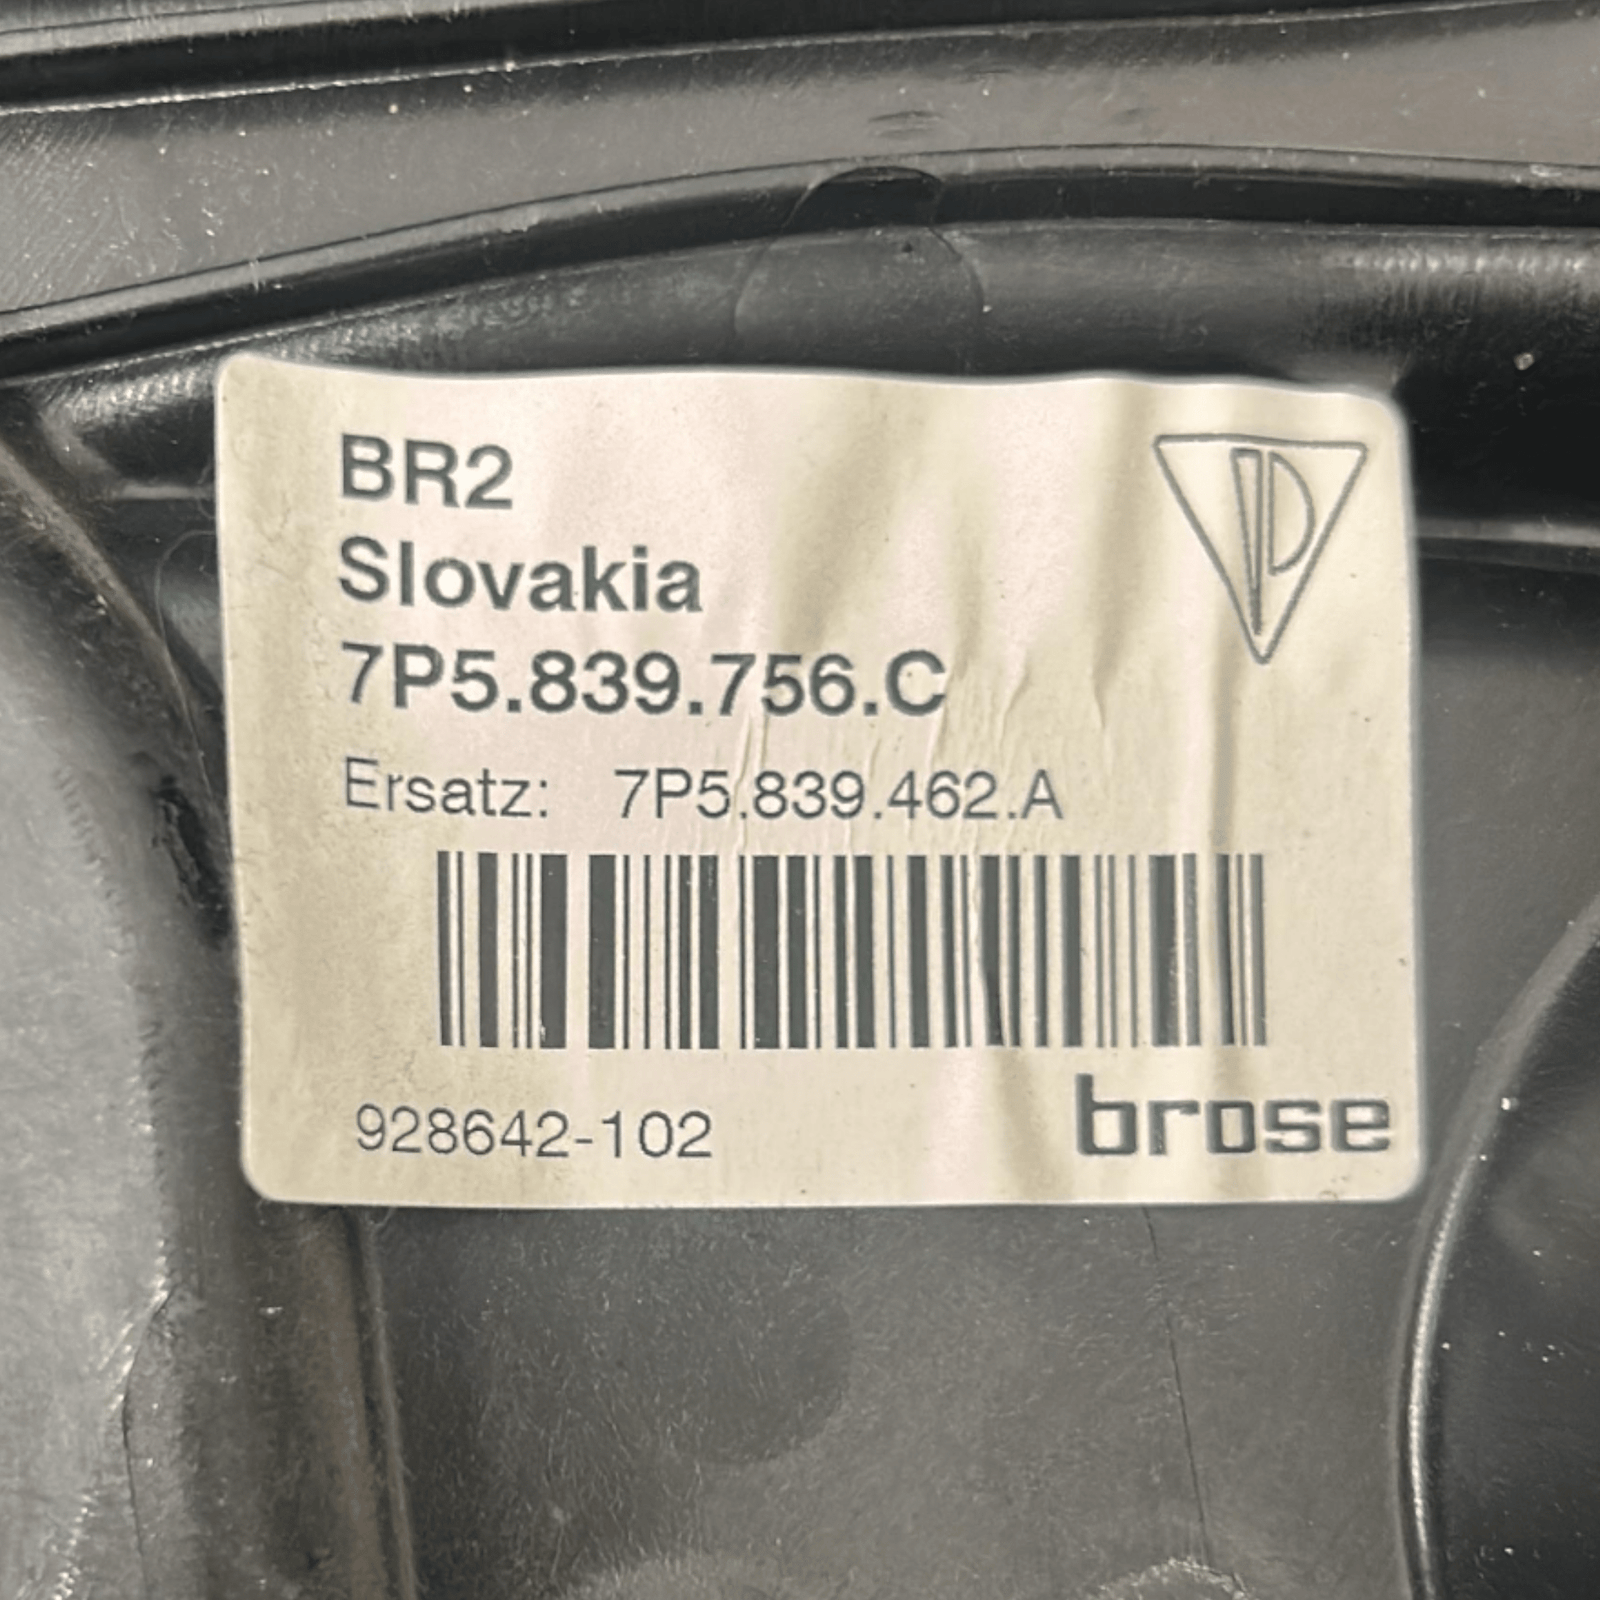 BR2
Slovakia
7P5.839.756.C
Ersatz: 7P5.839.462.A
928642-102
brose